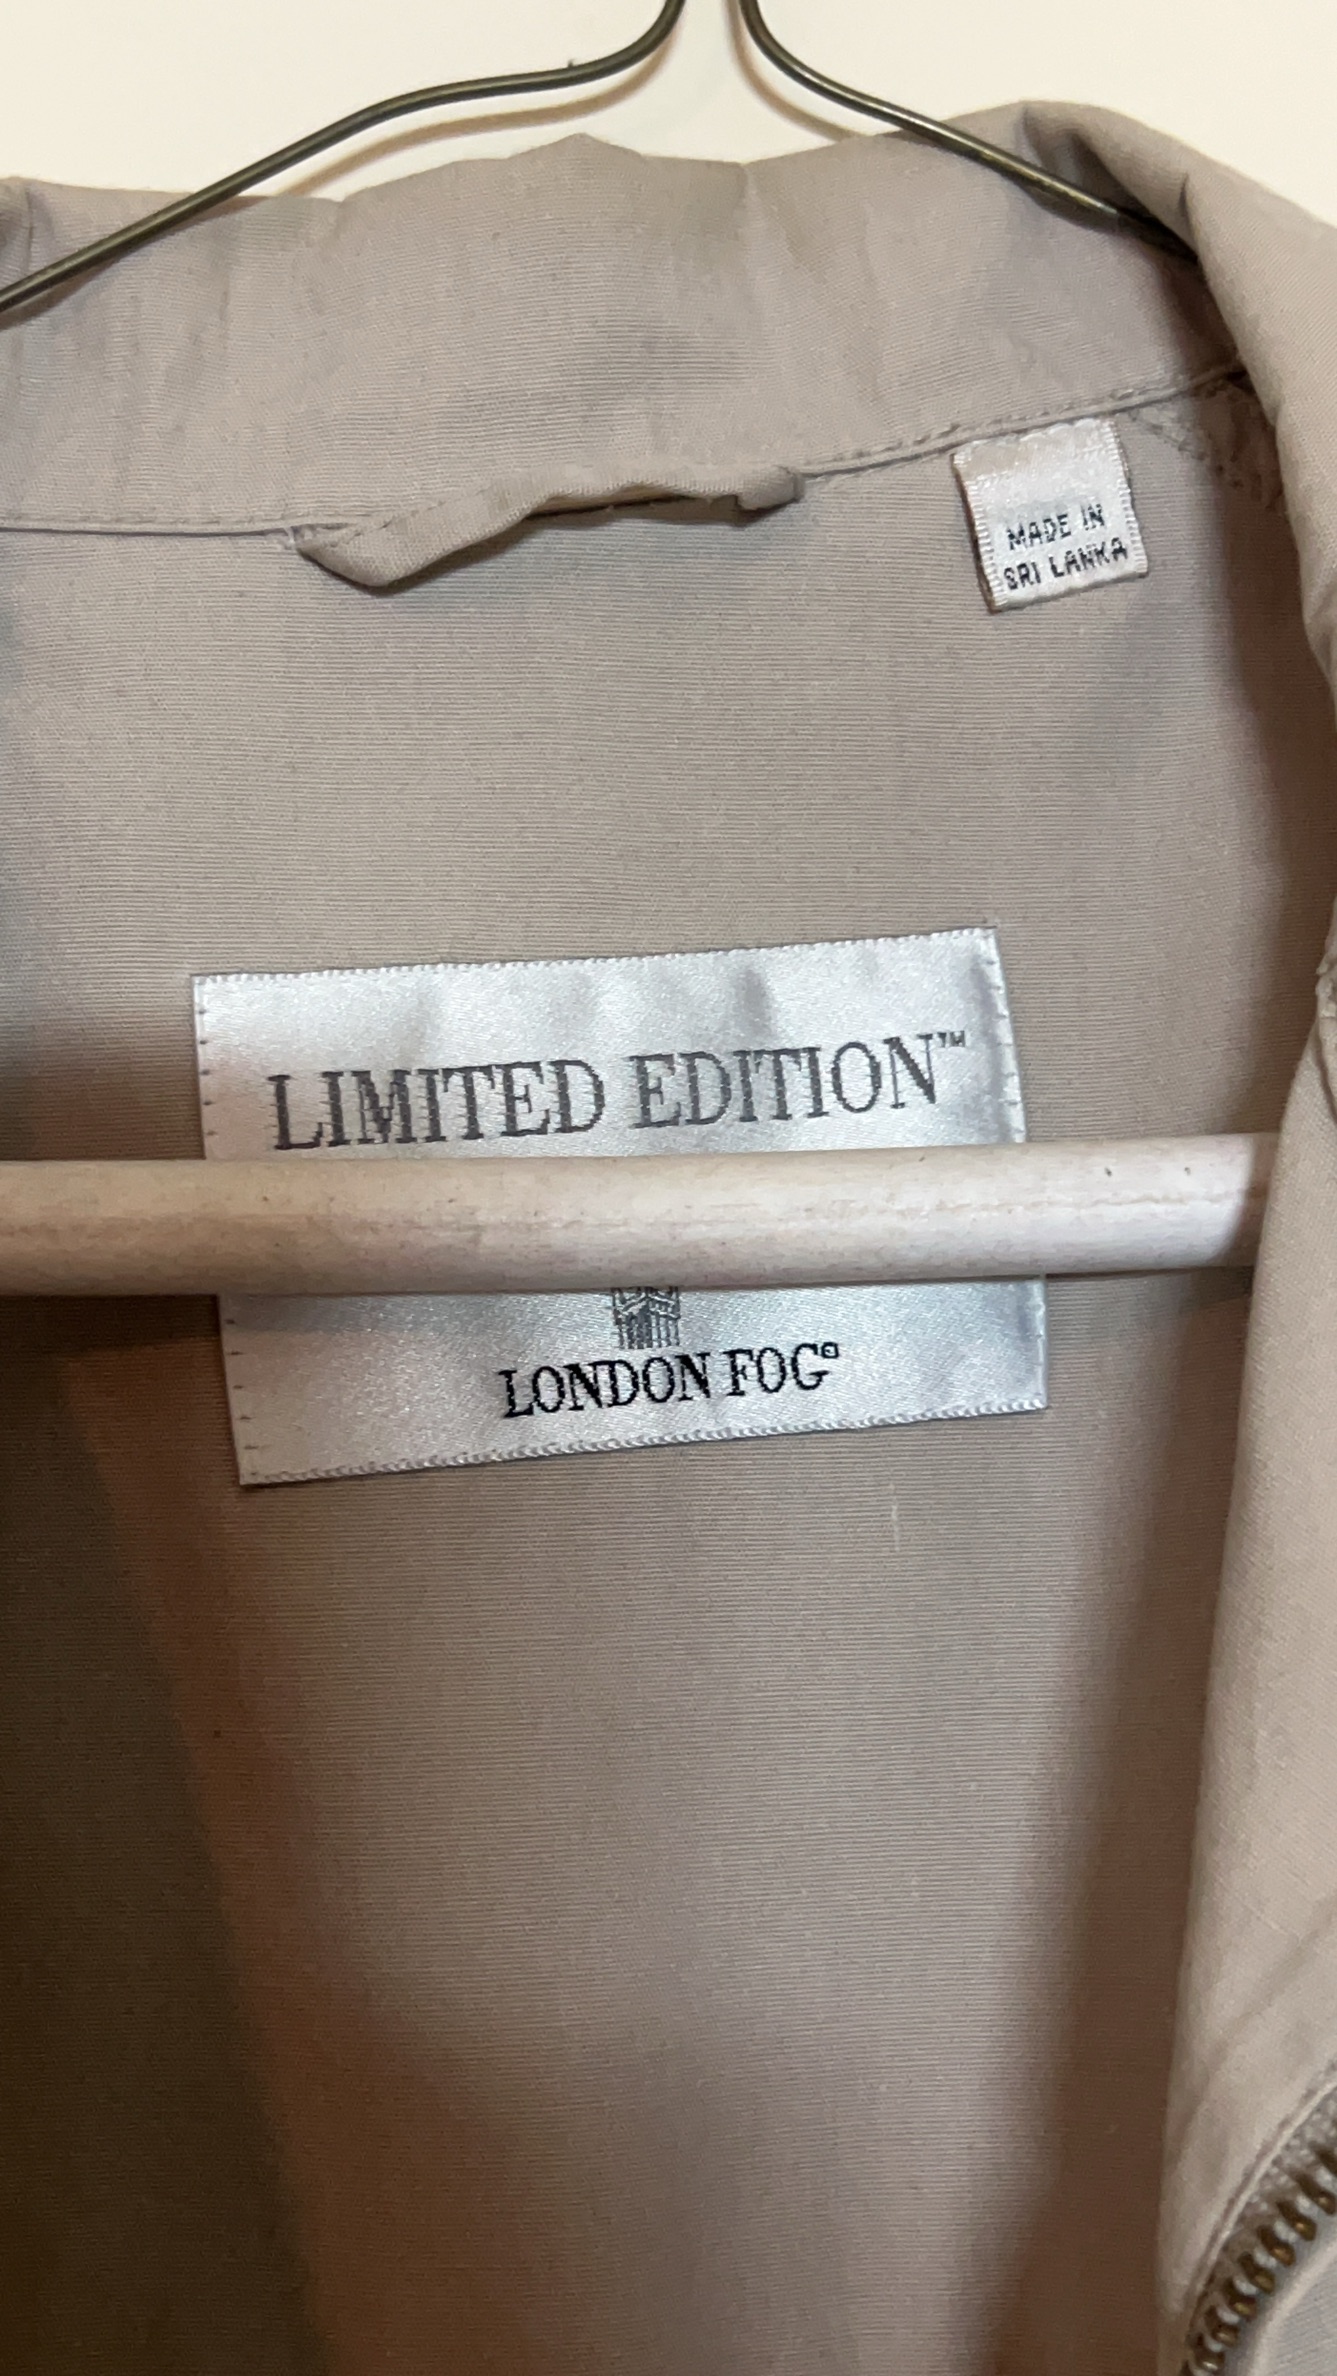 MADE IN
SRI LANKA
LIMITED EDITION™
LONDON FOG®